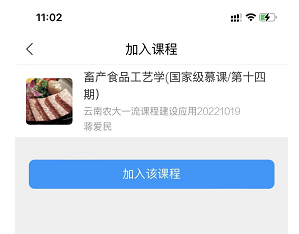 11:02
加入课程
畜产食品工艺学(国家级慕课/第十四
期)
云南农大一流课程建设应用20221019
蒋爱民
加入该课程